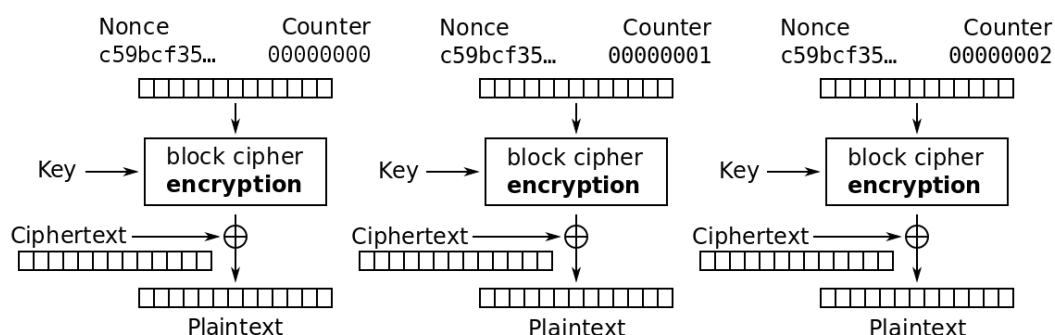 Nonce Counter Nonce Counter Nonce Counter
c59bcf35… 00000000 c59bcf35… 00000001 c59bcf35… 00000002
block cipher block cipher block cipher
Key Key Key
encryption encryption encryption
Ciphertext Ciphertext Ciphertext
Plaintext Plaintext Plaintext